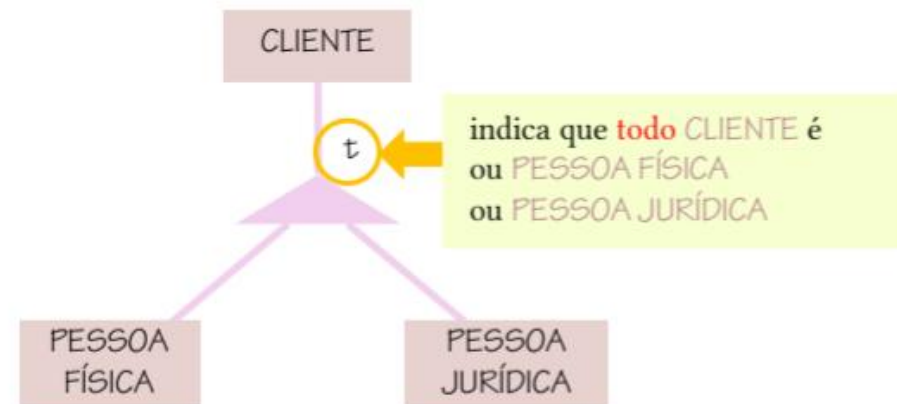 CLIENTE
t
indica que todo CLIENTE é
ou PESSOA FÍSICA
ou PESSOA JURÍDICA
PESSOA
FÍSICA
PESSOA
JURÍDICA